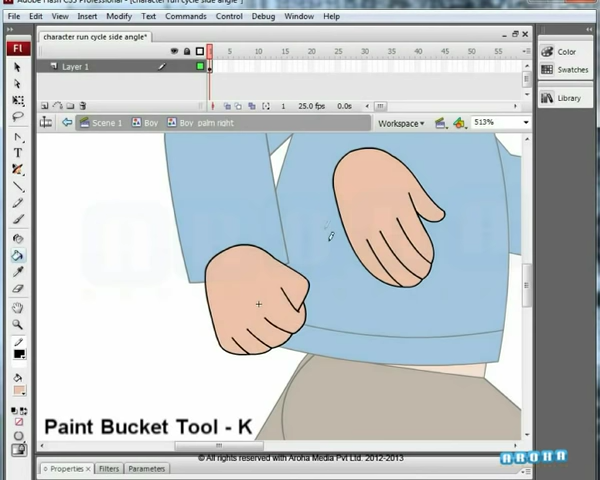 Adobe Flash CS3 Professional - [character run cycle side angle*]
File Edit View Insert Modify Text Commands Control Debug Window Help
character run cycle side angle*
5 10 15 20 25 30 35 40 45 50 55
Layer 1
1 25.0 fps 0.0s
Scene 1 Boy Boy palm right Workspace 513%
Fl
Color
Swatches
Library
Paint Bucket Tool - K
© All rights reserved with Aroha Media Pvt Ltd. 2012-2013
AROHA
Properties Filters Parameters